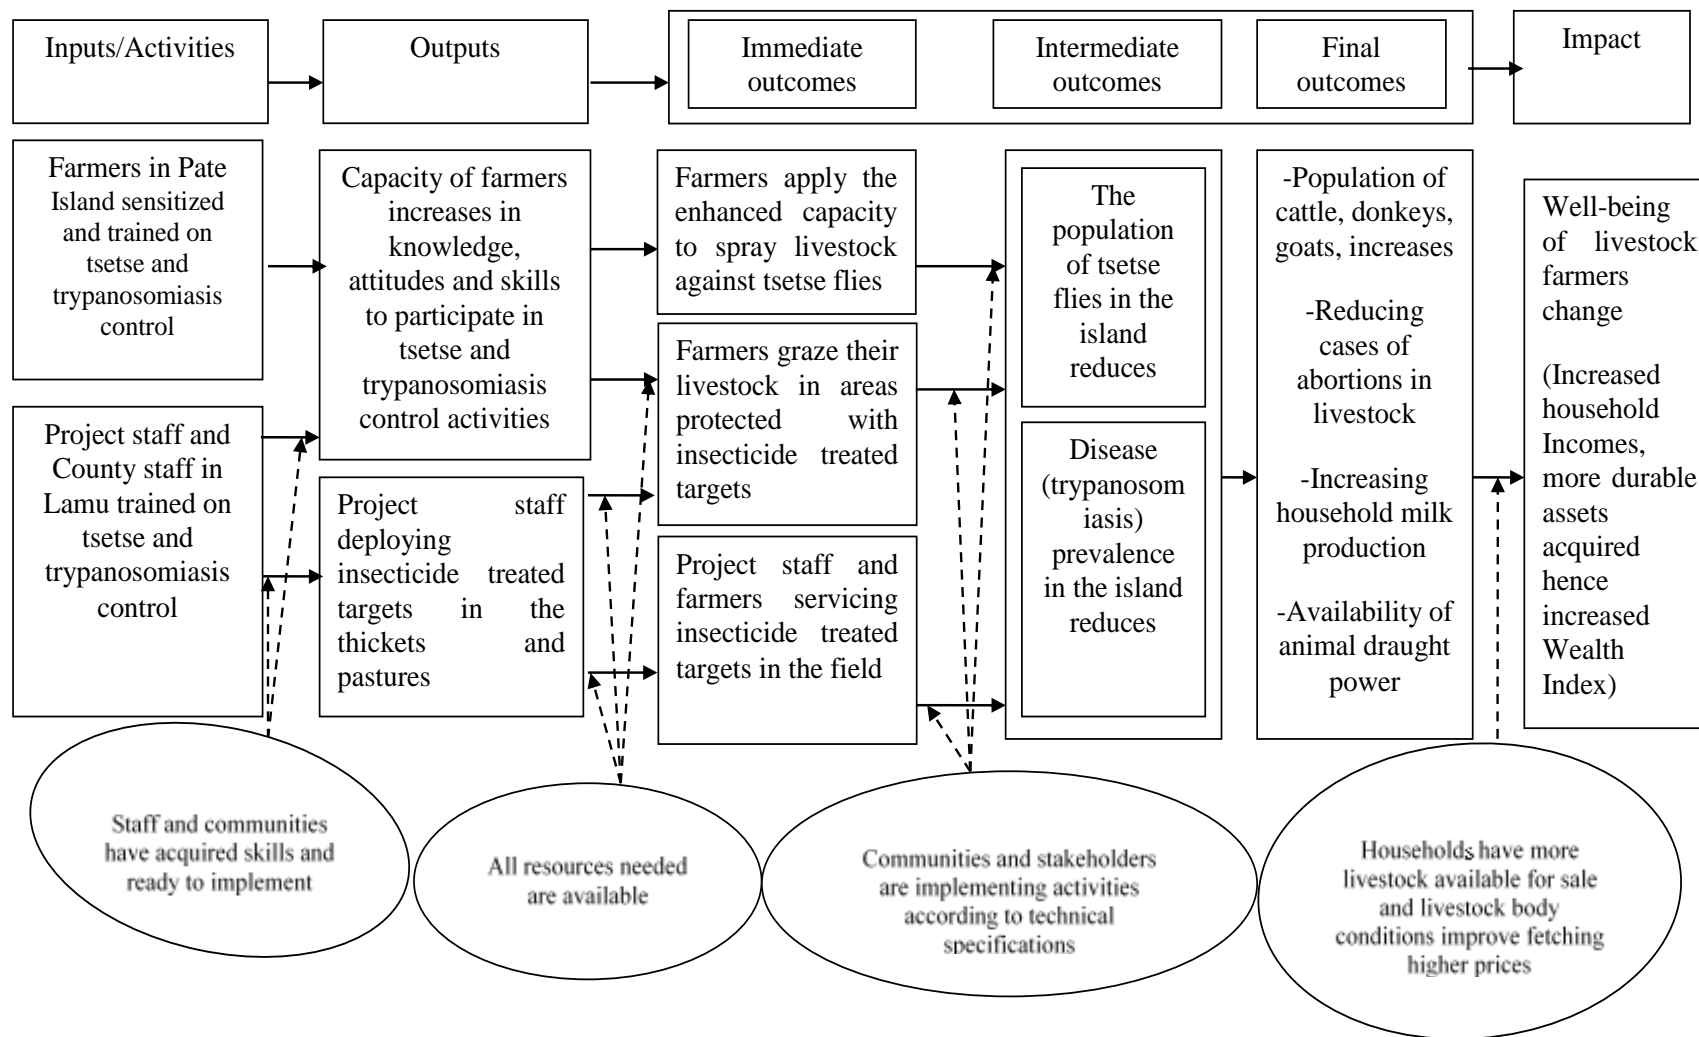 Inputs/Activities
Outputs
Immediate
outcomes
Intermediate
outcomes
Final
outcomes
Impact
Farmers in Pate
Island sensitized
and trained on
tsetse and
trypanosomiasis
control
Project staff and
County staff in
Lamu trained on
tsetse and
trypanosomiasis
control
Capacity of farmers
increases in
knowledge,
attitudes and skills
to participate in
tsetse and
trypanosomiasis
control activities
Project staff
deploying
insecticide treated
targets in the
thickets and
pastures
Farmers apply the
enhanced capacity
to spray livestock
against tsetse flies
Farmers graze their
livestock in areas
protected with
insecticide treated
targets
Project staff and
farmers servicing
insecticide treated
targets in the field
The
population
of tsetse
flies in the
island
reduces
Disease
(trypanosom
iasis)
prevalence
in the island
reduces
-Population of
cattle, donkeys,
goats, increases
-Reducing
cases of
abortions in
livestock
-Increasing
household milk
production
-Availability of
animal draught
power
Well-being
of livestock
farmers
change
(Increased
household
Incomes,
more durable
assets
acquired
hence
increased
Wealth
Index)
Staff and communities
have acquired skills and
ready to implement
All resources needed
are available
Communities and stakeholders
are implementing activities
according to technical
specifications
Households have more
livestock available for sale
and livestock body
conditions improve fetching
higher prices